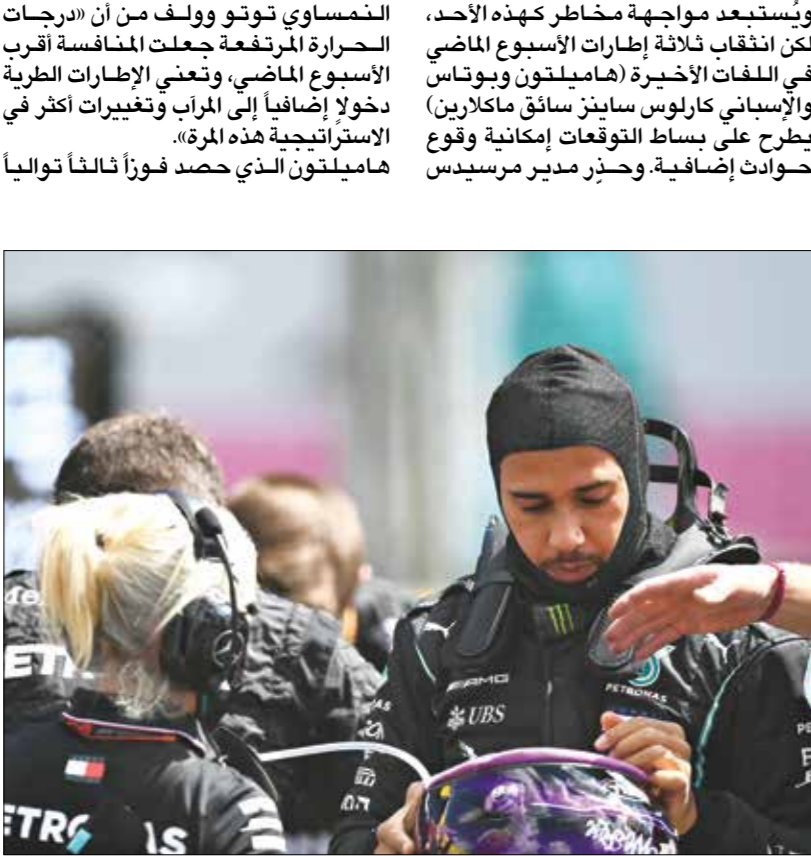 ويُستبعد مواجهة مخاطر كهذه الأحد،
لكن انثقاب ثلاثة إطارات الأسبوع الماضي
في اللفات الأخيرة (هاميلتون وبوتاس
والإسباني كارلوس ساينز سائق ماكلارين)
يطرح على بساط التوقعات إمكانية وقوع
حوادث إضافية. وحذر مدير مرسيدس
النمساوي توتو وولف من أن «درجات
الحرارة المرتفعة جعلت المنافسة أقرب
الأسبوع الماضي، وتعني الإطارات الطرية
دخولاً إضافياً إلى المرآب وتغييرات أكثر في
الاستراتيجية هذه المرة».
هاميلتون الذي حصد فوزاً ثالثاً توالياً
AMG
PETRONAS
UBS